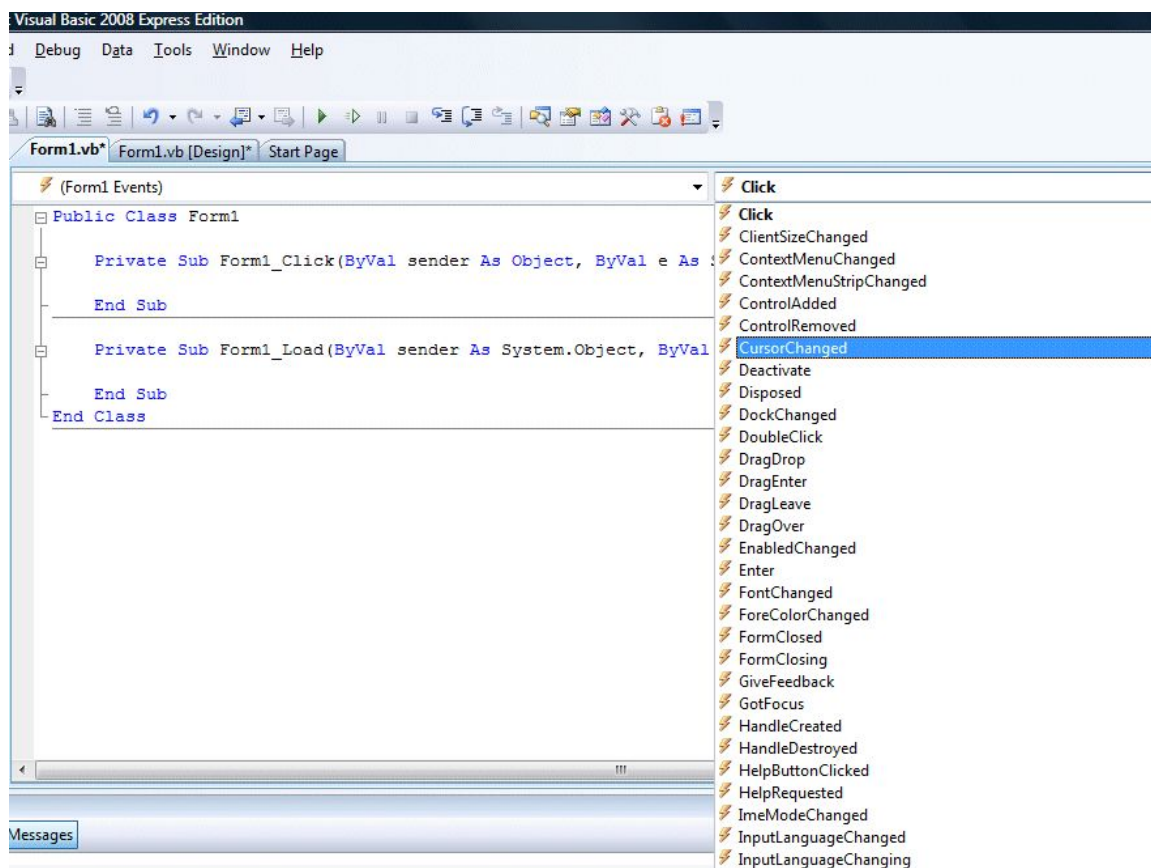 Visual Basic 2008 Express Edition
Debug Data Tools Window Help
Form1.vb* Form1.vb [Design]* Start Page
(Form1 Events) Click
Public Class Form1
Private Sub Form1_Click(ByVal sender As Object, ByVal e As
End Sub
Private Sub Form1_Load(ByVal sender As System.Object, ByVal
End Sub
End Class
Click
ClientSizeChanged
ContextMenuChanged
ContextMenuStripChanged
ControlAdded
ControlRemoved
CursorChanged
Deactivate
Disposed
DockChanged
DoubleClick
DragDrop
DragEnter
DragLeave
DragOver
EnabledChanged
Enter
FontChanged
ForeColorChanged
FormClosed
FormClosing
GiveFeedback
GotFocus
HandleCreated
HandleDestroyed
HelpButtonClicked
HelpRequested
ImeModeChanged
InputLanguageChanged
InputLanguageChanging
Messages